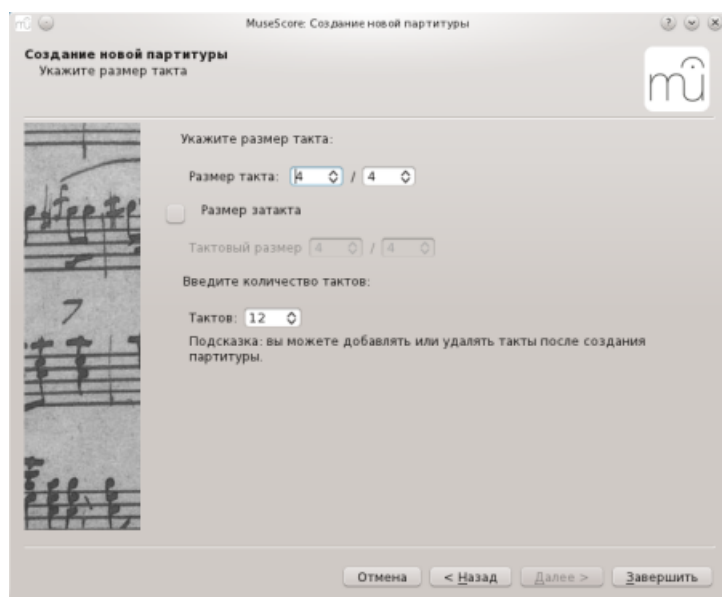 MuseScore: Создание новой партитуры
Создание новой партитуры
Укажите размер такта
mu
Укажите размер такта:
Размер такта: 4 / 4
Размер затакта
Тактовый размер 4 / 4
Введите количество тактов:
7
Тактов: 12
Подсказка: вы можете добавлять или удалять такты после создания
партитуры.
Отмена < Назад Далее > Завершить